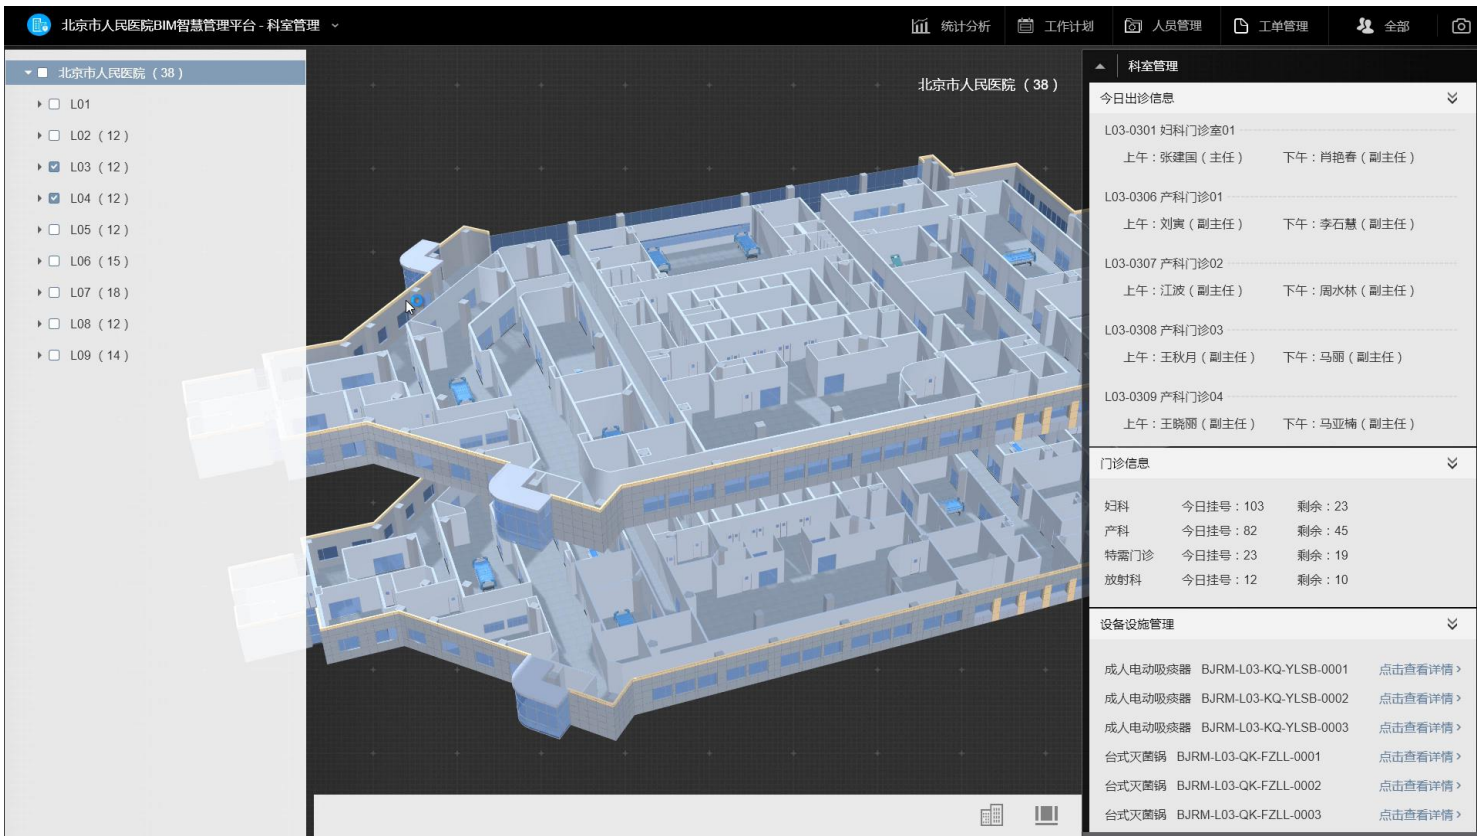 北京市人民医院BIM智慧管理平台 - 科室管理
统计分析 工作计划 人员管理 工单管理 全部
北京市人民医院 ( 38 )
L01
L02 ( 12 )
L03 ( 12 )
L04 ( 12 )
L05 ( 12 )
L06 ( 15 )
L07 ( 18 )
L08 ( 12 )
L09 ( 14 )
北京市人民医院 ( 38 )
科室管理
今日出诊信息
L03-0301 妇科门诊室01
上午：张建国 ( 主任 ) 下午：肖艳春 ( 副主任 )
L03-0306 产科门诊01
上午：刘寅 ( 副主任 ) 下午：李石慧 ( 副主任 )
L03-0307 产科门诊02
上午：江波 ( 副主任 ) 下午：周水林 ( 副主任 )
L03-0308 产科门诊03
上午：王秋月 ( 副主任 ) 下午：马丽 ( 副主任 )
L03-0309 产科门诊04
上午：王晓丽 ( 副主任 ) 下午：马亚楠 ( 副主任 )
门诊信息
妇科 今日挂号：103 剩余：23
产科 今日挂号：82 剩余：45
特需门诊 今日挂号：23 剩余：19
放射科 今日挂号：12 剩余：10
设备设施管理
成人电动吸痰器 BJRM-L03-KQ-YLSB-0001 点击查看详情 ›
成人电动吸痰器 BJRM-L03-KQ-YLSB-0002 点击查看详情 ›
成人电动吸痰器 BJRM-L03-KQ-YLSB-0003 点击查看详情 ›
台式灭菌锅 BJRM-L03-QK-FZLL-0001 点击查看详情 ›
台式灭菌锅 BJRM-L03-QK-FZLL-0002 点击查看详情 ›
台式灭菌锅 BJRM-L03-QK-FZLL-0003 点击查看详情 ›